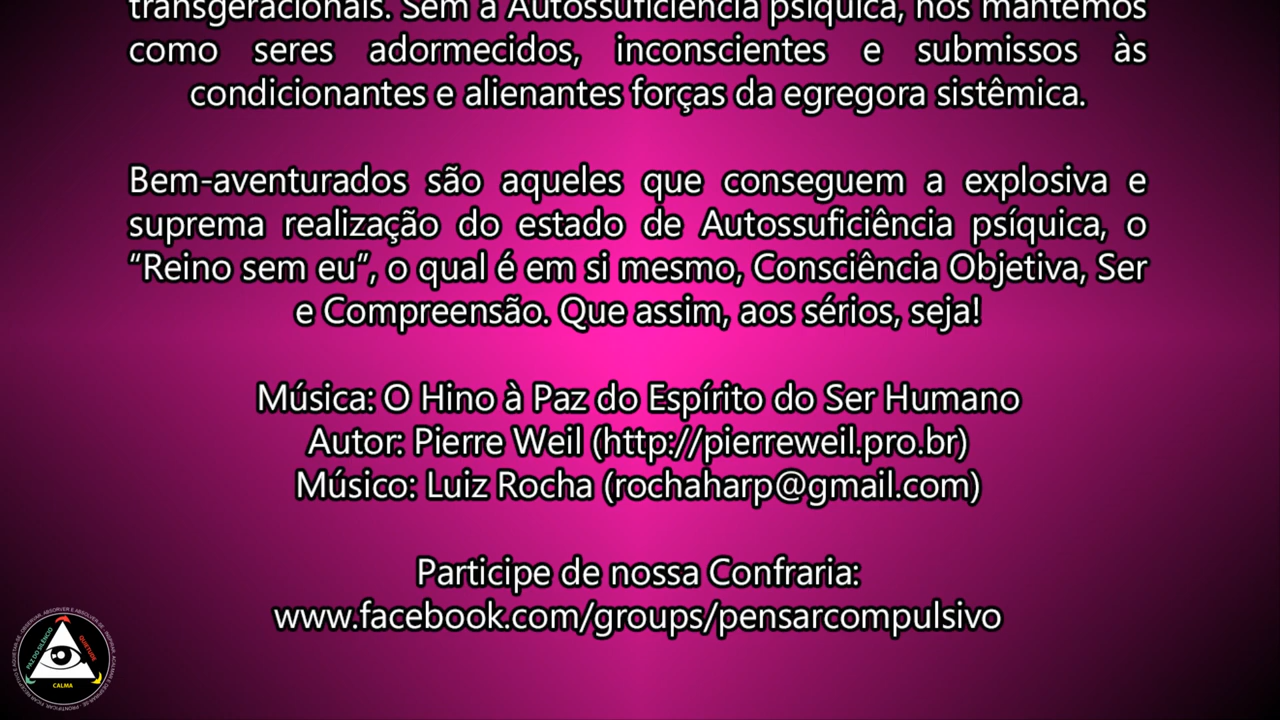 transgeracionais. Sem a Autossuficiência psíquica, nos mantemos
como seres adormecidos, inconscientes e submissos às
condicionantes e alienantes forças da egregora sistêmica.
Bem-aventurados são aqueles que conseguem a explosiva e
suprema realização do estado de Autossuficiência psíquica, o
“Reino sem eu”, o qual é em si mesmo, Consciência Objetiva, Ser
e Compreensão. Que assim, aos sérios, seja!
Música: O Hino à Paz do Espírito do Ser Humano
Autor: Pierre Weil (http://pierreweil.pro.br)
Músico: Luiz Rocha (rochaharp@gmail.com)
Participe de nossa Confraria:
www.facebook.com/groups/pensarcompulsivo
PAZ DO SILÊNCIO
QUIETUDE
CALMA